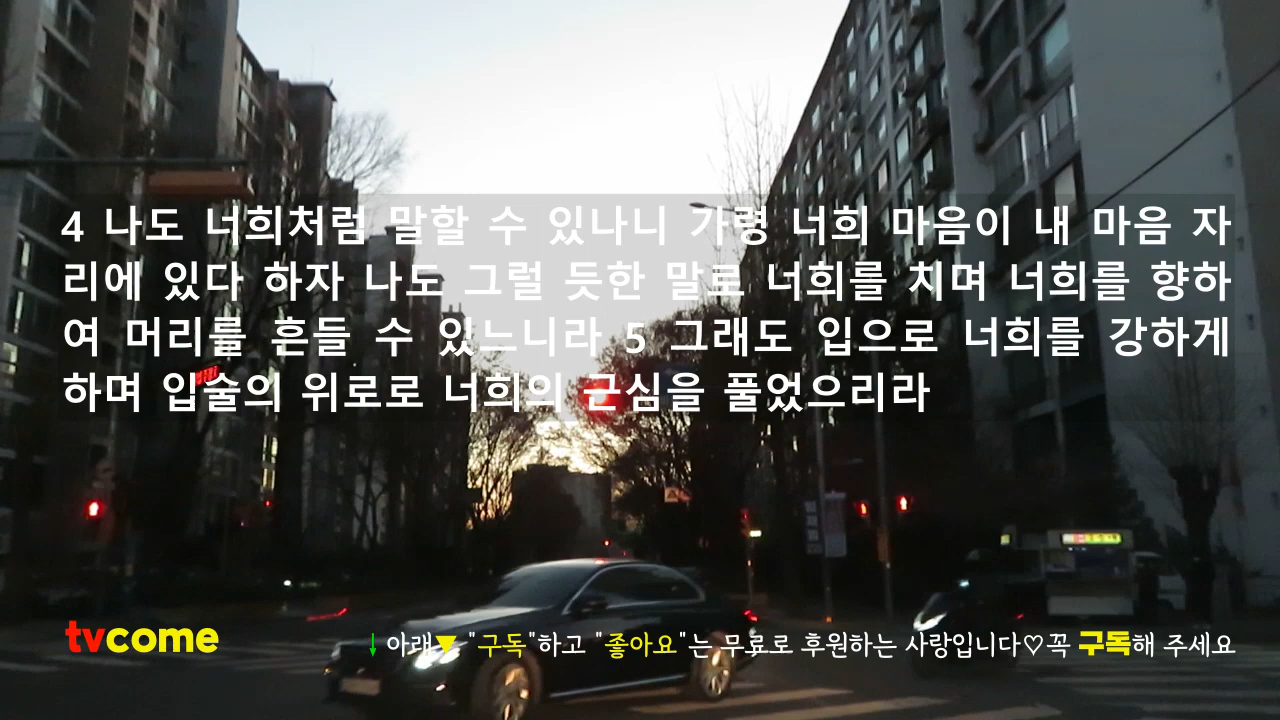 4 나도 너희처럼 말할 수 있나니 가령 너희 마음이 내 마음 자
리에 있다 하자 나도 그럴 듯한 말로 너희를 치며 너희를 향하
여 머리를 흔들 수 있느니라 5 그래도 입으로 너희를 강하게
하며 입술의 위로로 너희의 근심을 풀었으리라
tvcome
↓아래▼"구독"하고 "좋아요"는 무료로 후원하는 사랑입니다♡꼭 구독해 주세요